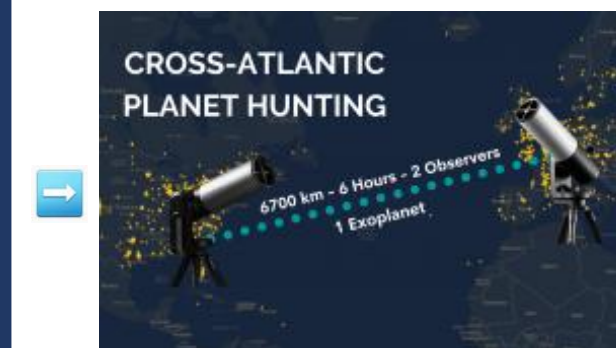 CROSS-ATLANTIC
PLANET HUNTING
6700 km - 6 Hours - 2 Observers
1 Exoplanet